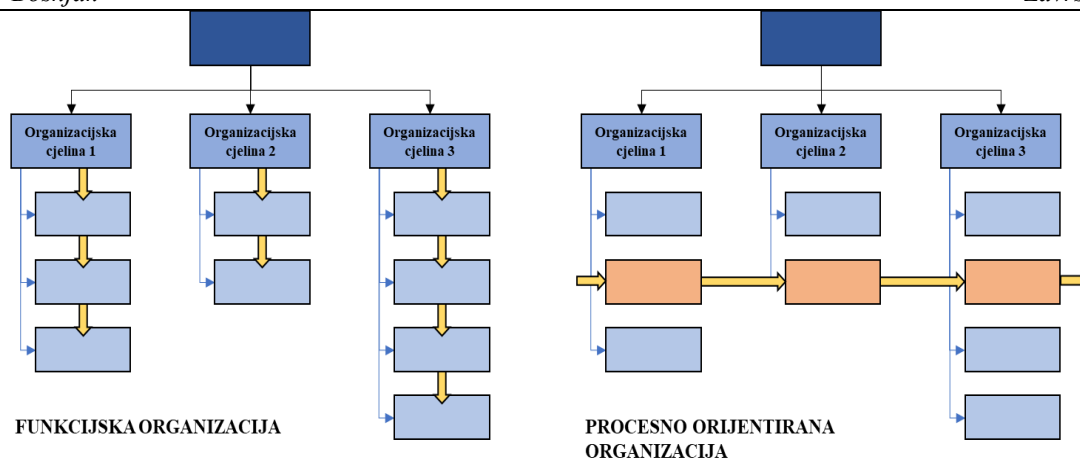 Organizacijska
cjelina 1
Organizacijska
cjelina 2
Organizacijska
cjelina 3
FUNKCIJSKA ORGANIZACIJA
Organizacijska
cjelina 1
Organizacijska
cjelina 2
Organizacijska
cjelina 3
PROCESNO ORIJENTIRANA
ORGANIZACIJA